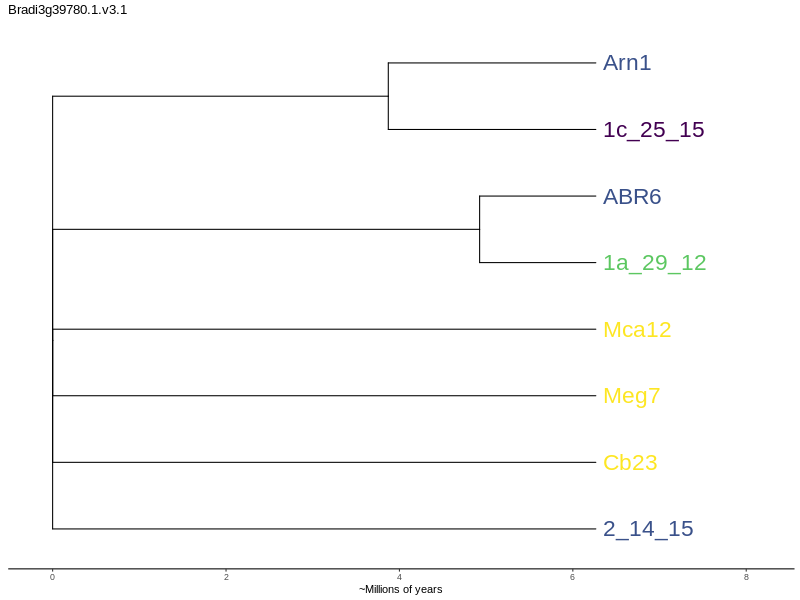 Bradi3g39780.1.v3.1
Arn1
1c_25_15
ABR6
1a_29_12
Mca12
Meg7
Cb23
2_14_15
0 2 4 6 8
~Millions of years